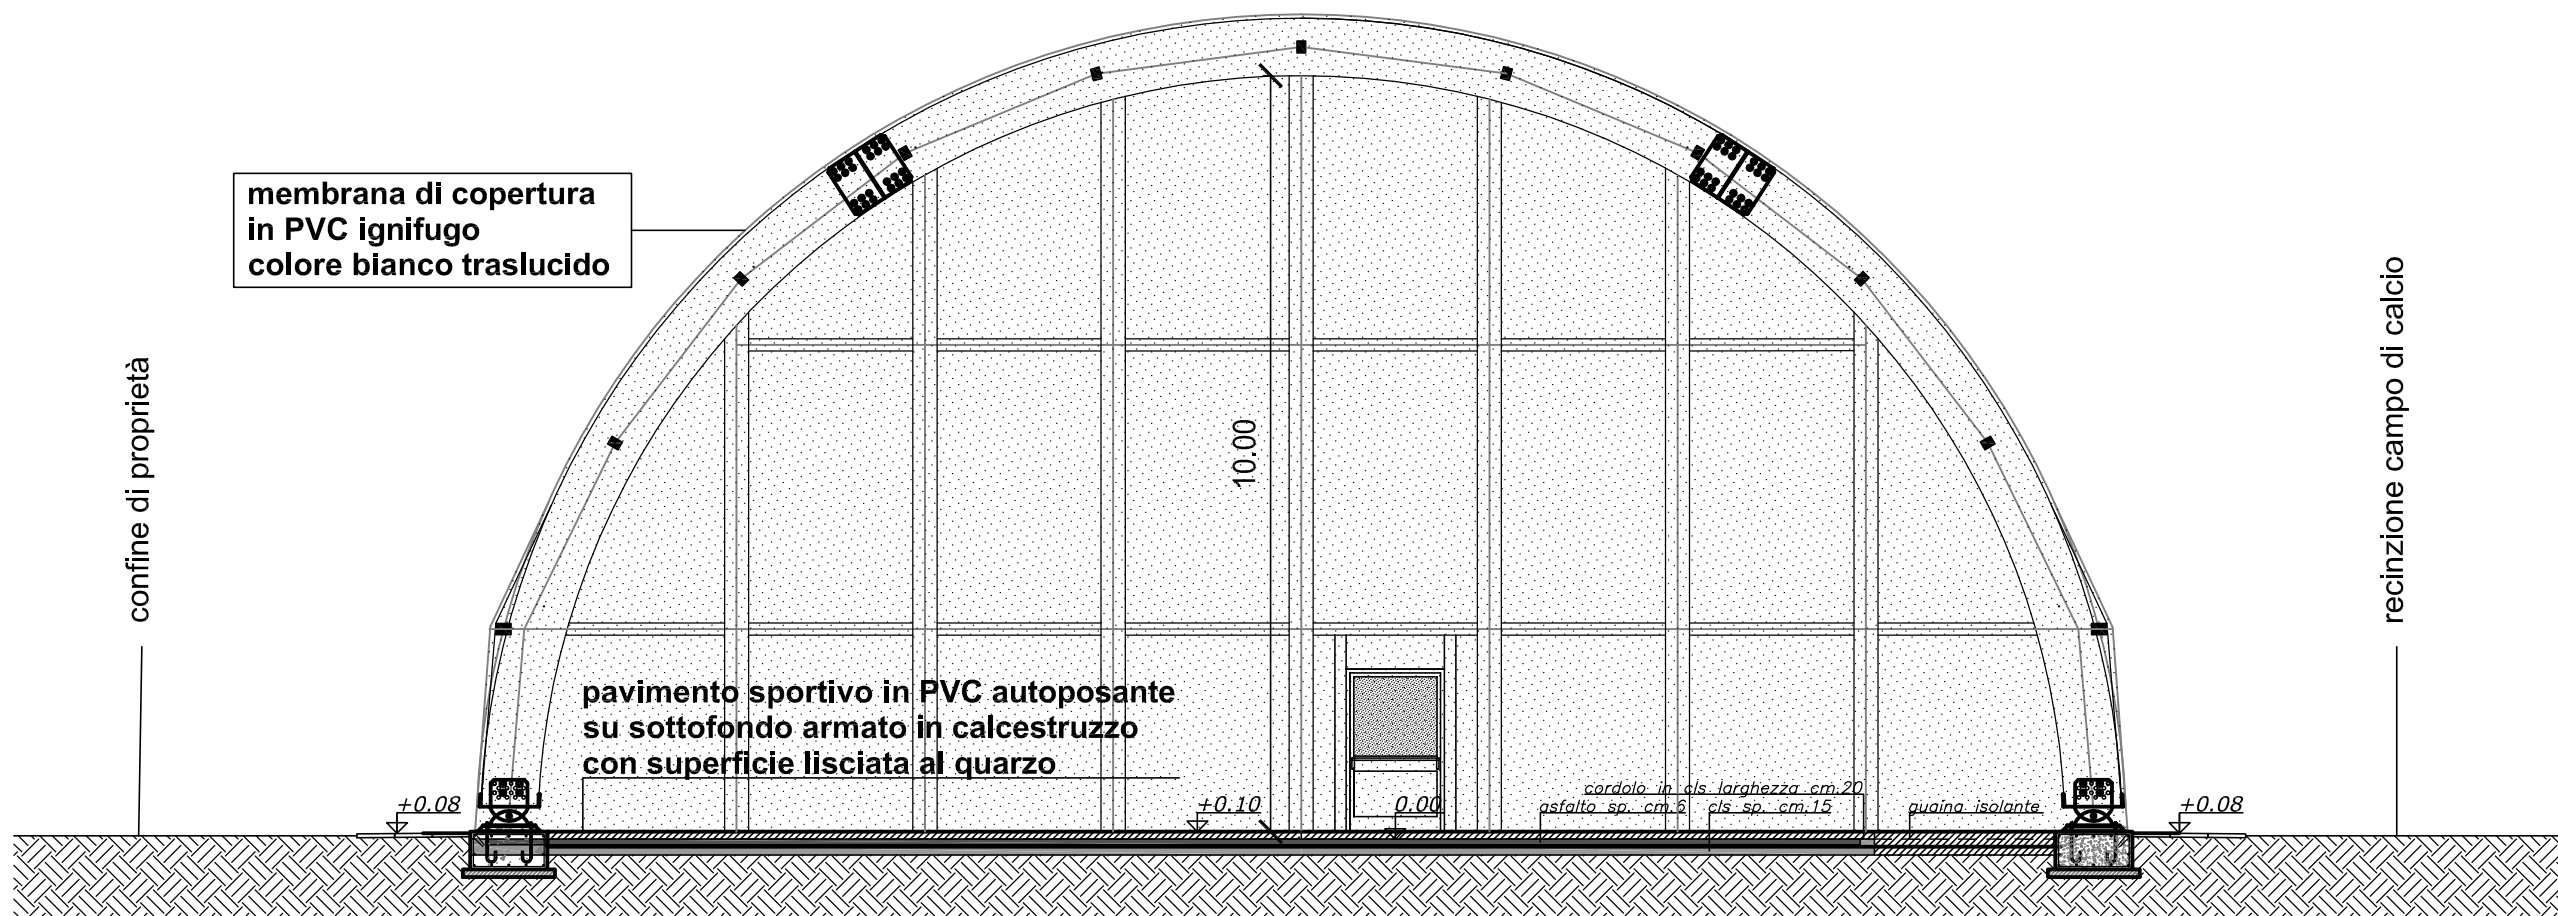 membrana di copertura
in PVC ignifugo
colore bianco traslucido
confine di proprietà
recinzione campo di calcio
10.00
pavimento sportivo in PVC autoposante
su sottofondo armato in calcestruzzo
con superficie lisciata al quarzo
cordolo in cls larghezza cm.20
+0.08
+0.10
0.00
asfalto sp. cm.6
cls sp. cm.15
guaina isolante
+0.08